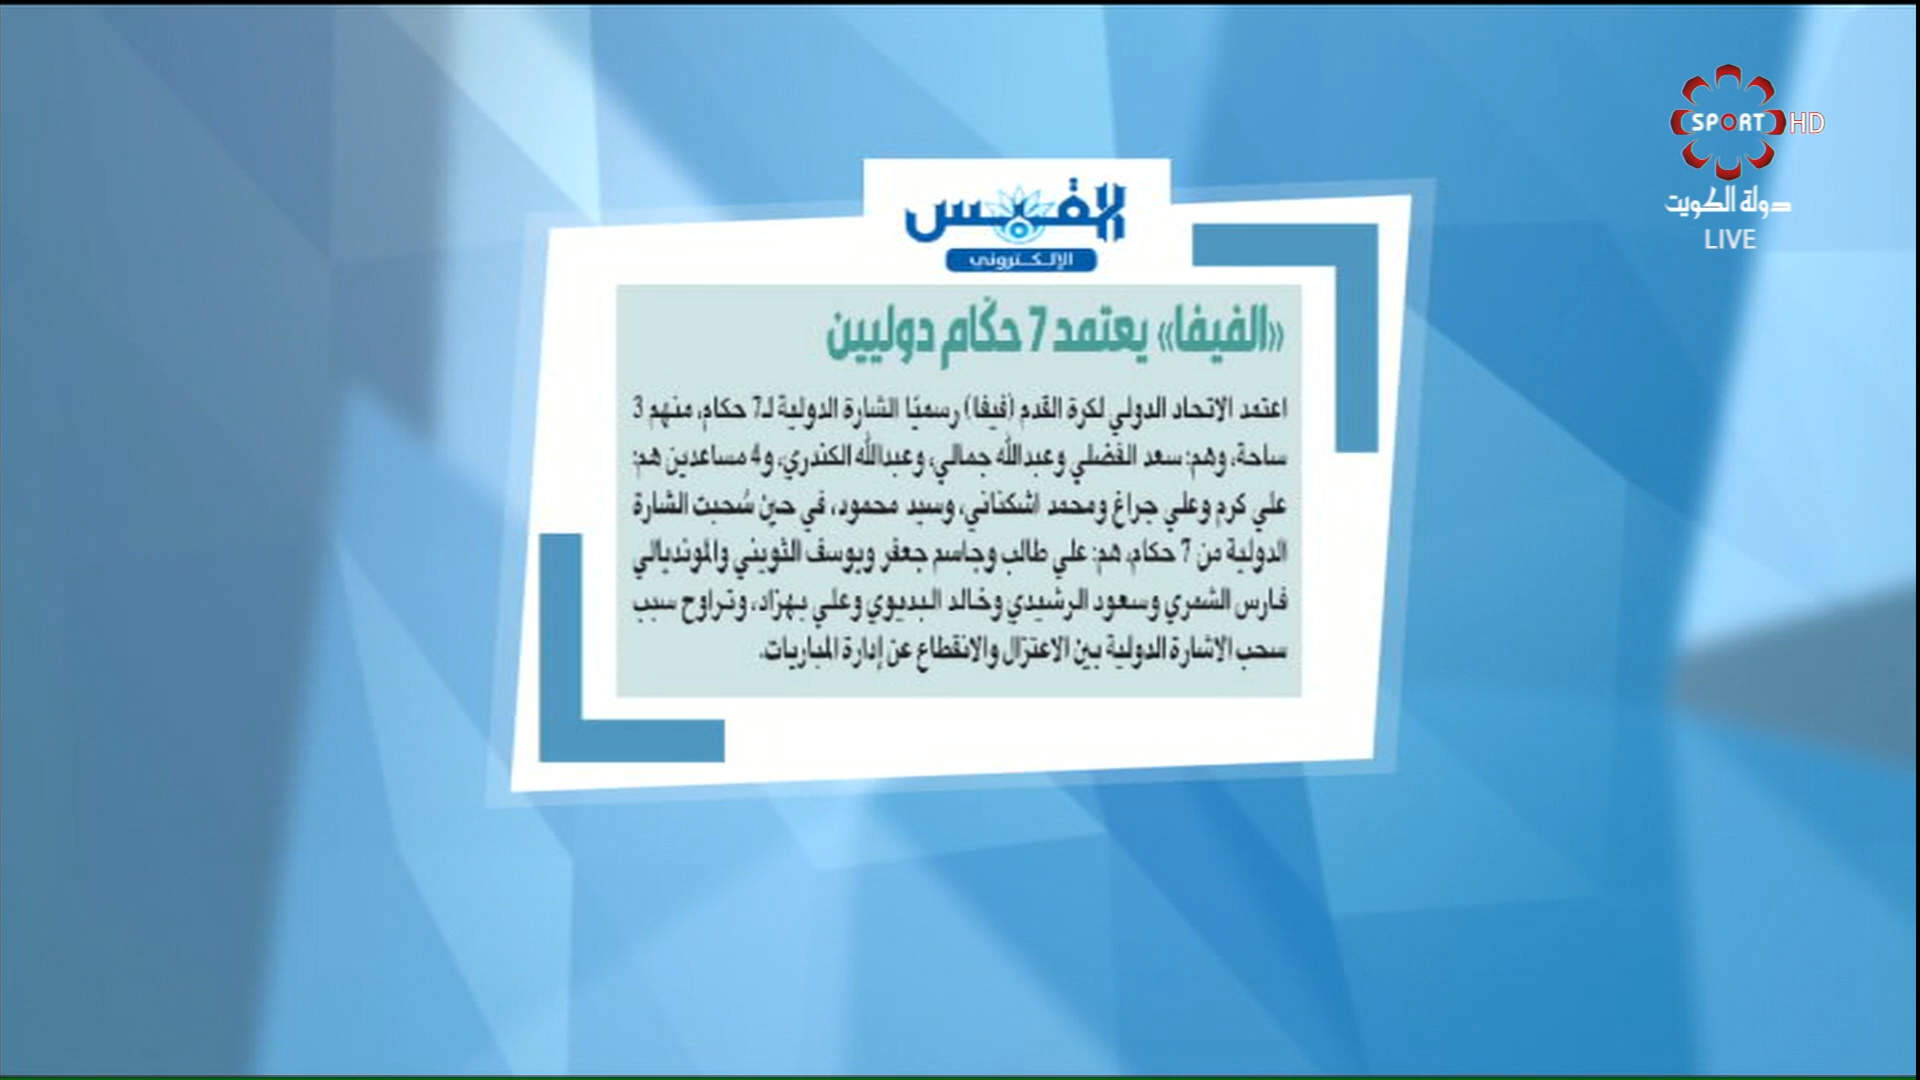 SPORT HD
دولة الكويت
LIVE
القبس
الإلكتروني
«الفيفا» يعتمد 7 حكّام دوليين
اعتمد الاتحاد الدولي لكرة القدم (فيفا) رسميًا الشارة الدولية لـ7 حكام، منهم 3
ساحة، وهم: سعد الفضلي وعبدالله جمالي، وعبدالله الكندري، و4 مساعدين هم:
علي كرم وعلي جراغ ومحمد اشكناني، وسيد محمود، في حين سُحبت الشارة
الدولية من 7 حكام، هم: علي طالب وجاسم جعفر ويوسف الثويني والمونديالي
فارس الشمري وسعود الرشيدي وخالد البديوي وعلي بهزاد، وتراوح سبب
سحب الاشارة الدولية بين الاعتزال والانقطاع عن إدارة المباريات.